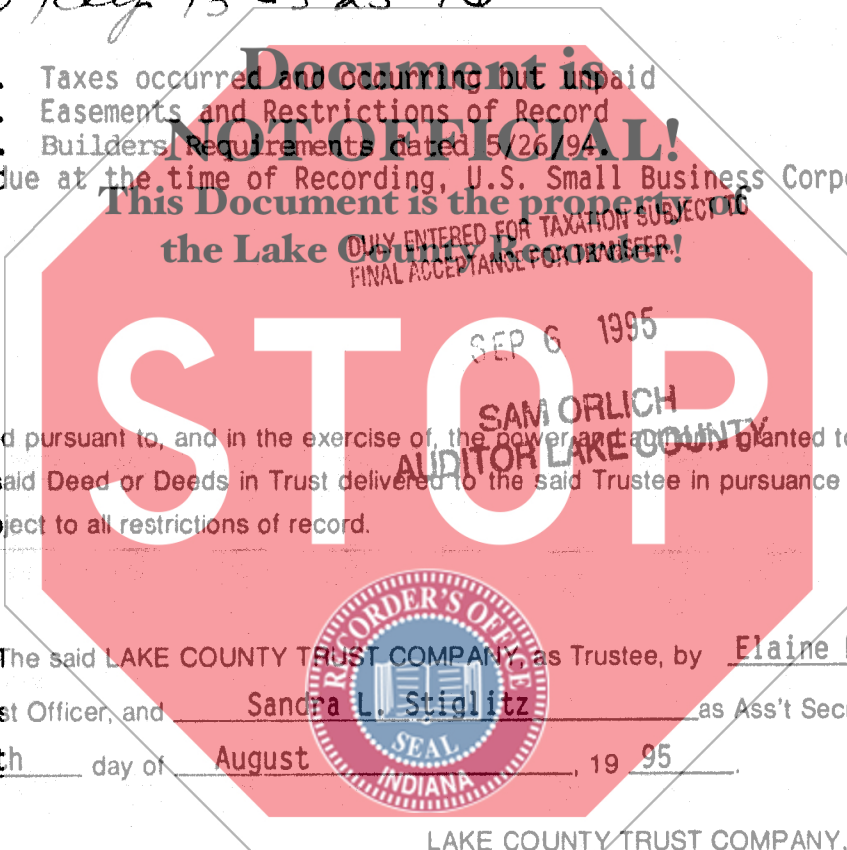 Document is
. Taxes occurred and occurring but unpaid
. Easements and Restrictions of Record
NOT OFFICIAL!
. Builders Requirements dated 5/26/94.
due at the time of Recording, U.S. Small Business Corpo
This Document is the property of
DULY ENTERED FOR TAXATION SUBJECT TO
the Lake County Recorder!
FINAL ACCEPTANCE FOR TRANSFER.
SEP 6 1995
STOP
SAM ORLICH
d pursuant to, and in the exercise of, the power and authority granted to
AUDITOR LAKE COUNTY
aid Deed or Deeds in Trust delivered to the said Trustee in pursuance
ject to all restrictions of record.
RECORDER'S OFFICE
The said LAKE COUNTY TRUST COMPANY, as Trustee, by Elaine
st Officer, and Sandra L. Stiglitz as Ass't Secr
SEAL
th day of August, 19 95.
INDIANA
LAKE COUNTY TRUST COMPANY,